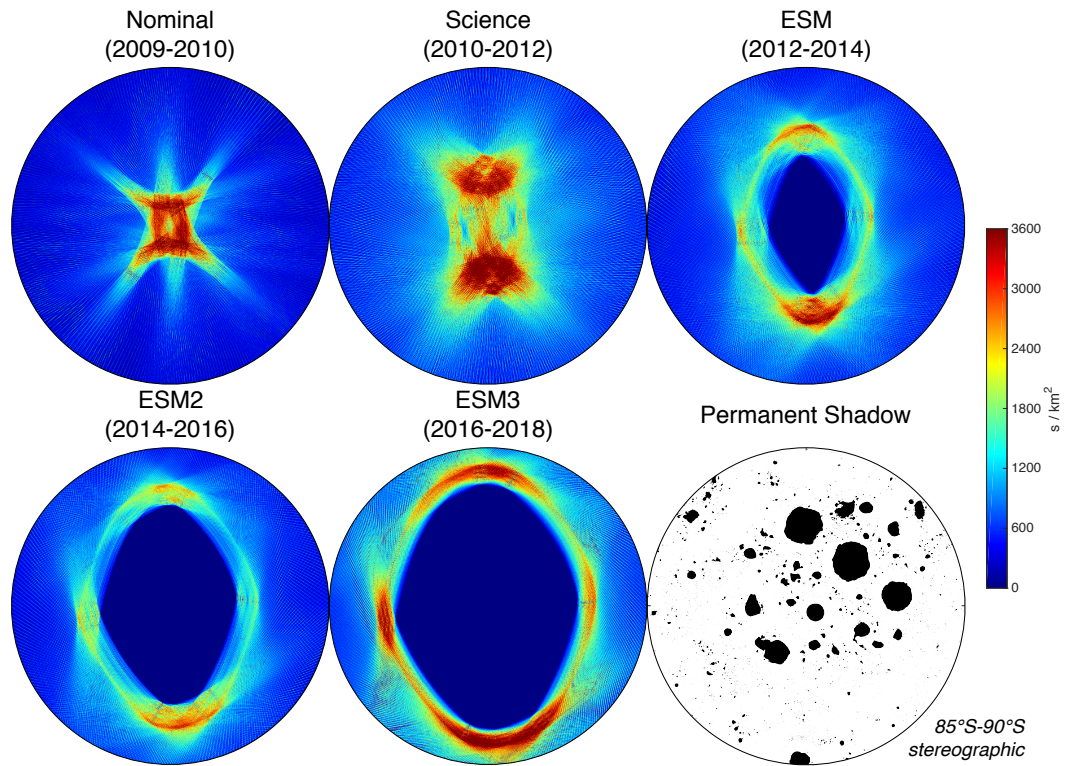 Nominal
(2009-2010)
Science
(2010-2012)
ESM
(2012-2014)
ESM2
(2014-2016)
ESM3
(2016-2018)
Permanent Shadow
3600
3000
2400
1800
1200
600
0
s / km²
85°S-90°S
stereographic